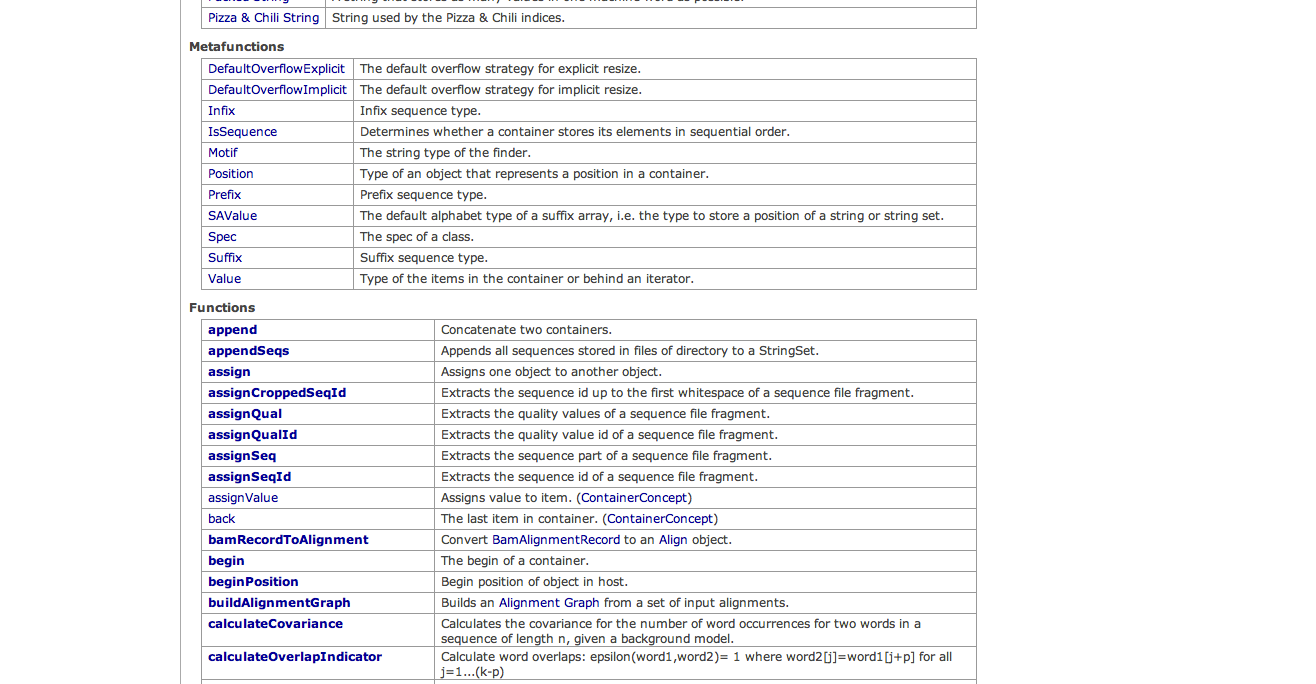 Pizza & Chili String String used by the Pizza & Chili indices.
Metafunctions
DefaultOverflowExplicit The default overflow strategy for explicit resize.
DefaultOverflowImplicit The default overflow strategy for implicit resize.
Infix Infix sequence type.
IsSequence Determines whether a container stores its elements in sequential order.
Motif The string type of the finder.
Position Type of an object that represents a position in a container.
Prefix Prefix sequence type.
SAValue The default alphabet type of a suffix array, i.e. the type to store a position of a string or string set.
Spec The spec of a class.
Suffix Suffix sequence type.
Value Type of the items in the container or behind an iterator.
Functions
append Concatenate two containers.
appendSeqs Appends all sequences stored in files of directory to a StringSet.
assign Assigns one object to another object.
assignCroppedSeqId Extracts the sequence id up to the first whitespace of a sequence file fragment.
assignQual Extracts the quality values of a sequence file fragment.
assignQualId Extracts the quality value id of a sequence file fragment.
assignSeq Extracts the sequence part of a sequence file fragment.
assignSeqId Extracts the sequence id of a sequence file fragment.
assignValue Assigns value to item. (ContainerConcept)
back The last item in container. (ContainerConcept)
bamRecordToAlignment Convert BamAlignmentRecord to an Align object.
begin The begin of a container.
beginPosition Begin position of object in host.
buildAlignmentGraph Builds an Alignment Graph from a set of input alignments.
calculateCovariance Calculates the covariance for the number of word occurrences for two words in a
sequence of length n, given a background model.
calculateOverlapIndicator Calculate word overlaps: epsilon(word1,word2)= 1 where word2[j]=word1[j+p] for all
j=1...(k-p)